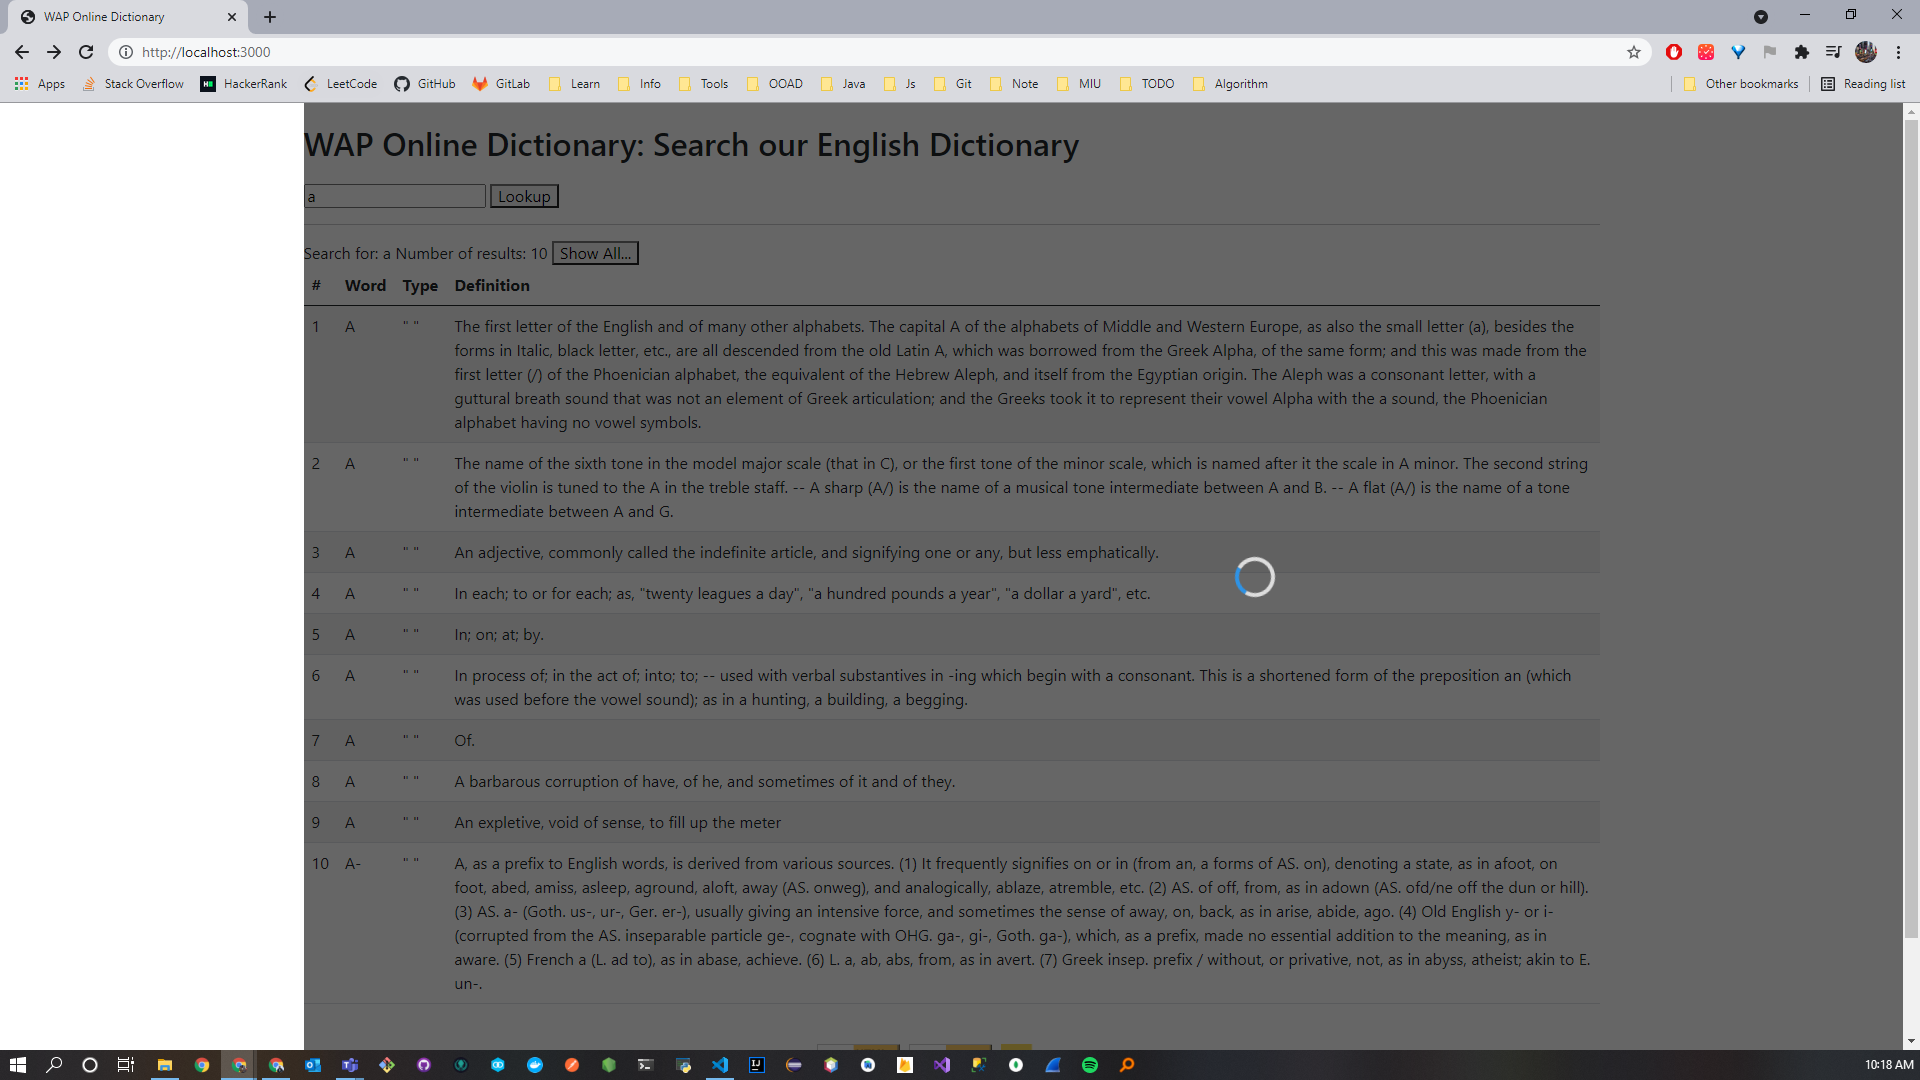 WAP Online Dictionary
http://localhost:3000
Apps Stack Overflow HackerRank LeetCode GitHub GitLab Learn Info Tools OOAD Java Js Git Note MIU TODO Algorithm Other bookmarks Reading list
WAP Online Dictionary: Search our English Dictionary
a Lookup
Search for: a Number of results: 10 Show All...
# Word Type Definition
1 A " " The first letter of the English and of many other alphabets. The capital A of the alphabets of Middle and Western Europe, as also the small letter (a), besides the
forms in Italic, black letter, etc., are all descended from the old Latin A, which was borrowed from the Greek Alpha, of the same form; and this was made from the
first letter (/) of the Phoenician alphabet, the equivalent of the Hebrew Aleph, and itself from the Egyptian origin. The Aleph was a consonant letter, with a
guttural breath sound that was not an element of Greek articulation; and the Greeks took it to represent their vowel Alpha with the a sound, the Phoenician
alphabet having no vowel symbols.
2 A " " The name of the sixth tone in the model major scale (that in C), or the first tone of the minor scale, which is named after it the scale in A minor. The second string
of the violin is tuned to the A in the treble staff. -- A sharp (A/) is the name of a musical tone intermediate between A and B. -- A flat (A/) is the name of a tone
intermediate between A and G.
3 A " " An adjective, commonly called the indefinite article, and signifying one or any, but less emphatically.
4 A " " In each; to or for each; as, "twenty leagues a day", "a hundred pounds a year", "a dollar a yard", etc.
5 A " " In; on; at; by.
6 A " " In process of; in the act of; into; to; -- used with verbal substantives in -ing which begin with a consonant. This is a shortened form of the preposition an (which
was used before the vowel sound); as in a hunting, a building, a begging.
7 A " " Of.
8 A " " A barbarous corruption of have, of he, and sometimes of it and of they.
9 A " " An expletive, void of sense, to fill up the meter
10 A- " " A, as a prefix to English words, is derived from various sources. (1) It frequently signifies on or in (from an, a forms of AS. on), denoting a state, as in afoot, on
foot, abed, amiss, asleep, aground, aloft, away (AS. onweg), and analogically, ablaze, atremble, etc. (2) AS. of off, from, as in adown (AS. ofd/ne off the dun or hill).
(3) AS. a- (Goth. us-, ur-, Ger. er-), usually giving an intensive force, and sometimes the sense of away, on, back, as in arise, abide, ago. (4) Old English y- or i-
(corrupted from the AS. inseparable particle ge-, cognate with OHG. ga-, gi-, Goth. ga-), which, as a prefix, made no essential addition to the meaning, as in
aware. (5) French a (L. ad to), as in abase, achieve. (6) L. a, ab, abs, from, as in avert. (7) Greek insep. prefix / without, or privative, not, as in abyss, atheist; akin to E.
un-.
10:18 AM